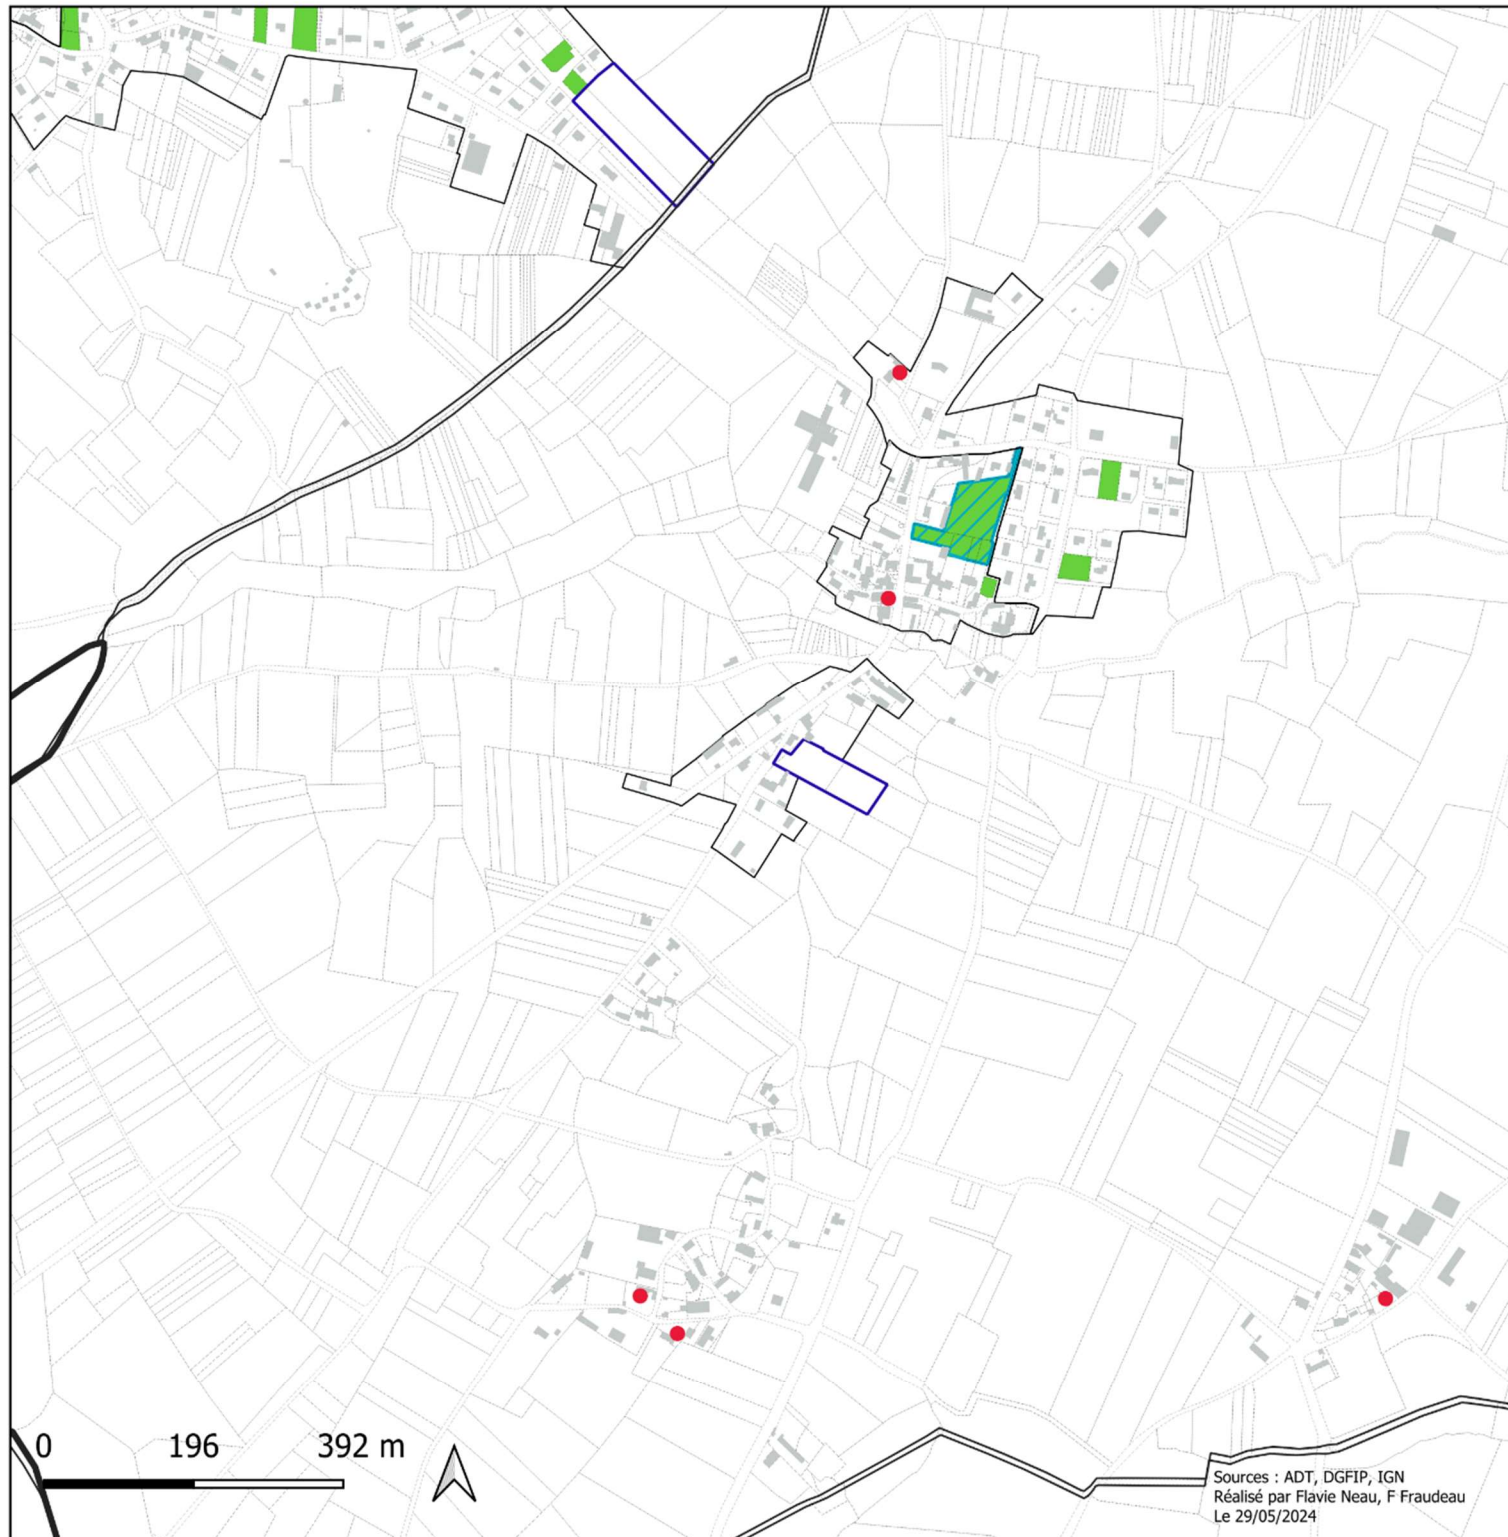 0 196 392 m
Sources : ADT, DGFIP, IGN
Réalisé par Flavie Neau, F Fraudeau
Le 29/05/2024